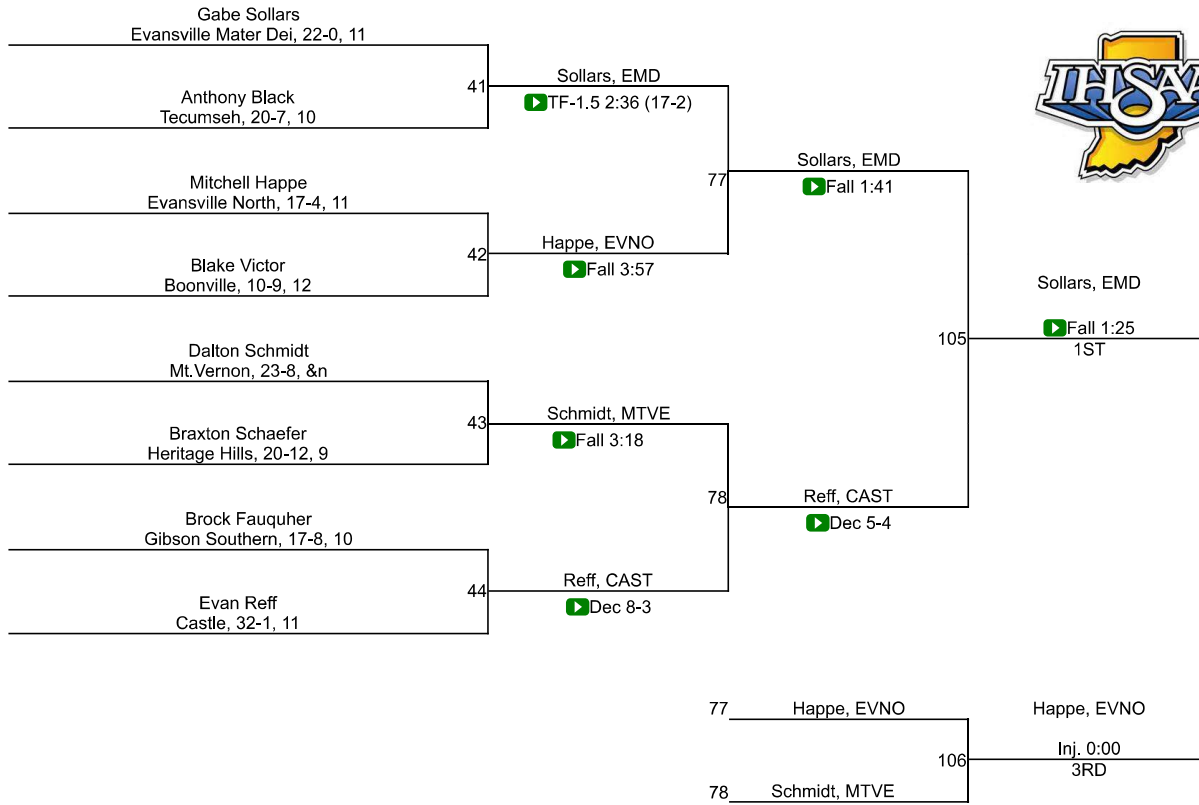 Gabe Sollars
Evansville Mater Dei, 22-0, 11
IHSAA
41
Sollars, EMD
TF-1.5 2:36 (17-2)
Anthony Black
Tecumseh, 20-7, 10
77
Sollars, EMD
Fall 1:41
Mitchell Happe
Evansville North, 17-4, 11
42
Happe, EVNO
Fall 3:57
Blake Victor
Boonville, 10-9, 12
Sollars, EMD
105
Fall 1:25
1ST
Dalton Schmidt
Mt.Vernon, 23-8, &n
43
Schmidt, MTVE
Fall 3:18
Braxton Schaefer
Heritage Hills, 20-12, 9
78
Reff, CAST
Dec 5-4
Brock Fauquher
Gibson Southern, 17-8, 10
44
Reff, CAST
Dec 8-3
Evan Reff
Castle, 32-1, 11
77
Happe, EVNO
Happe, EVNO
106
Inj. 0:00
3RD
78
Schmidt, MTVE